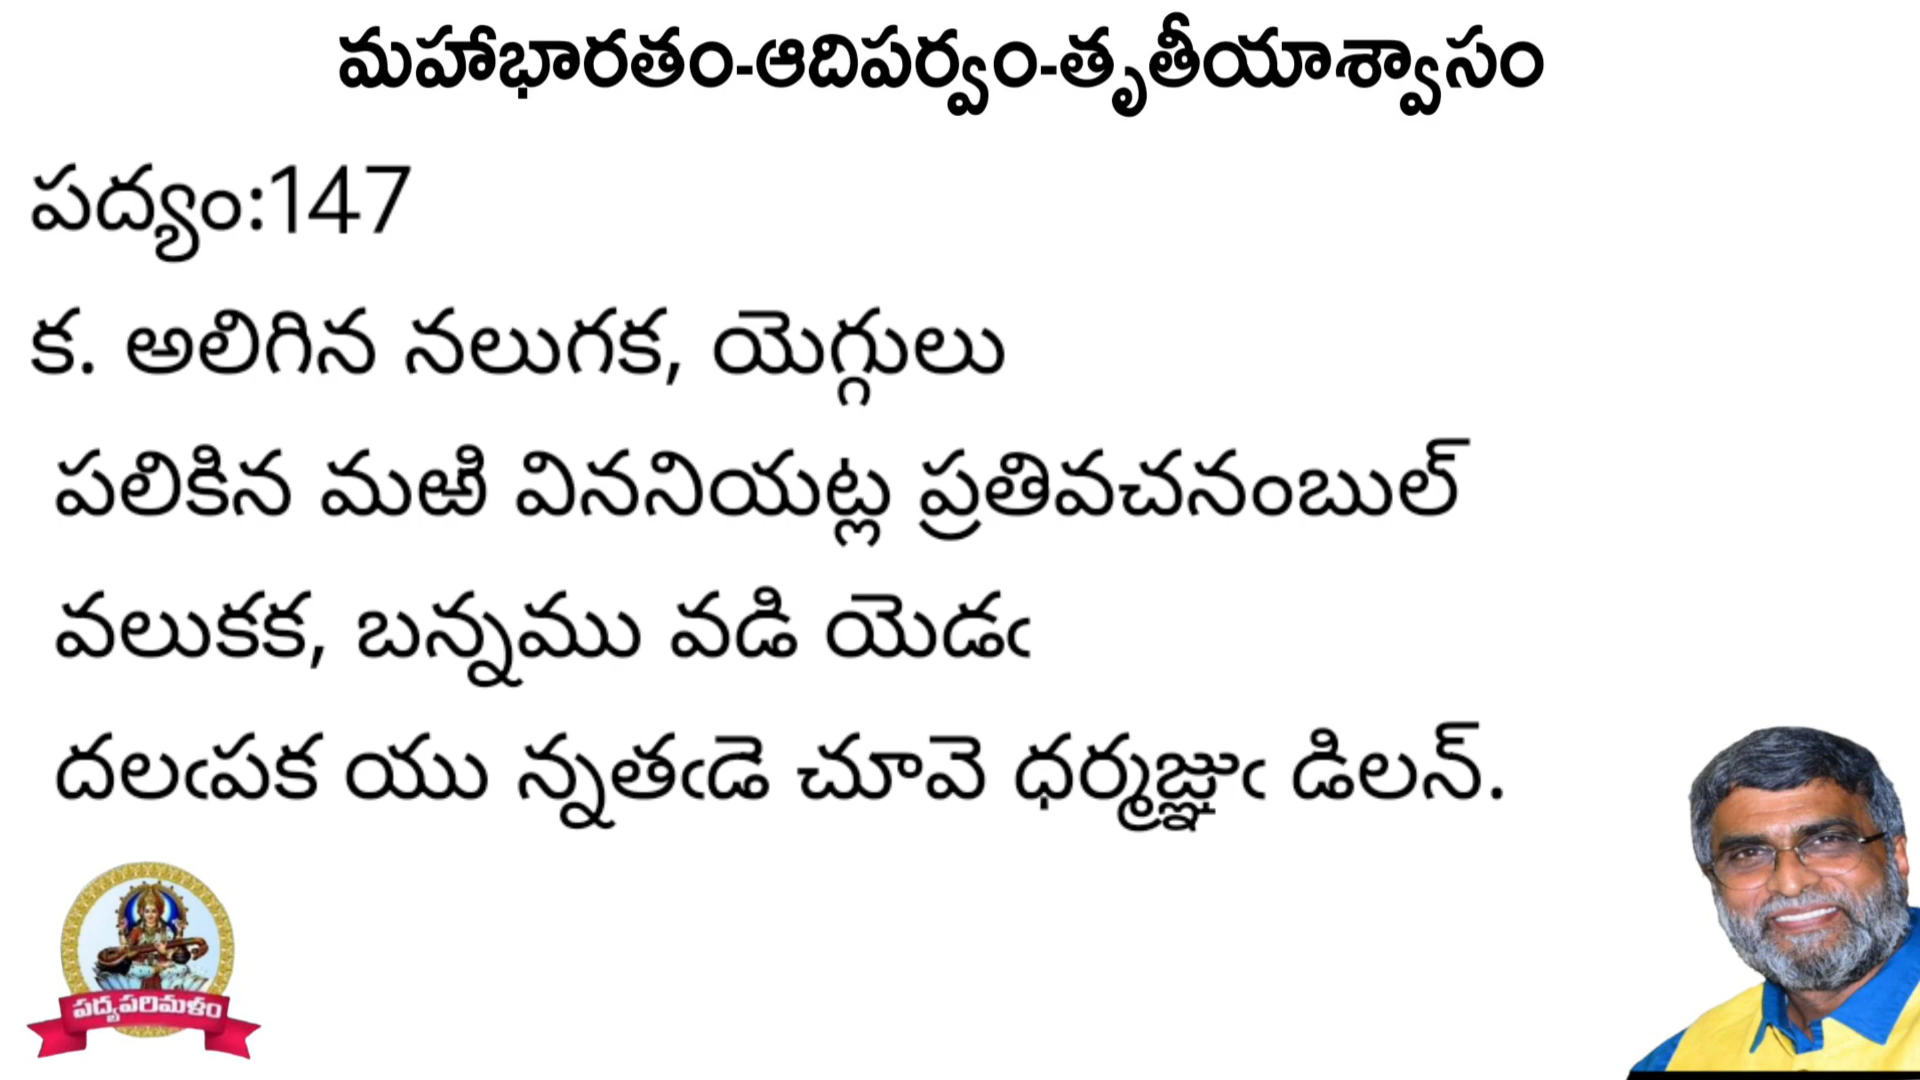 మహాభారతం-ఆదిపర్వం-తృతీయాశ్వాసం
పద్యం:147
క. అలిగిన నలుగక, యెగ్గులు
పలికిన మఱి విననియట్ల ప్రతివచనంబుల్
వలుకక, బన్నము వడి యెడఁ
దలఁపక యు న్నతఁడె చూవె ధర్మజ్ఞుఁ డిలన్.
పద్యపరిమళం